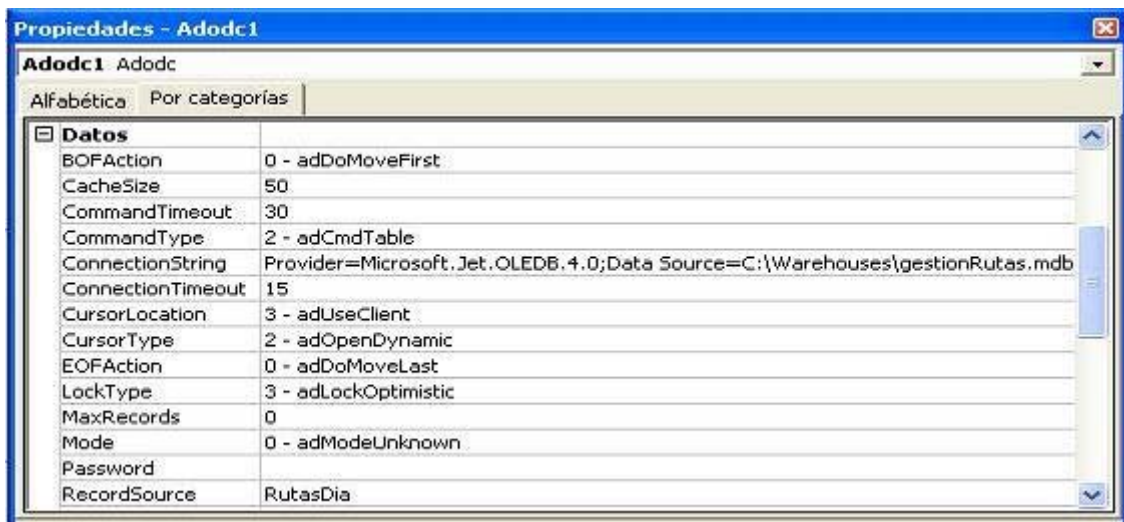 Propiedades - Adodc1
Adodc1 Adodc
Alfabética Por categorías
Datos
BOFAction 0 - adDoMoveFirst
CacheSize 50
CommandTimeout 30
CommandType 2 - adCmdTable
ConnectionString Provider=Microsoft.Jet.OLEDB.4.0;Data Source=C:\Warehouses\gestionRutas.mdb
ConnectionTimeout 15
CursorLocation 3 - adUseClient
CursorType 2 - adOpenDynamic
EOFAction 0 - adDoMoveLast
LockType 3 - adLockOptimistic
MaxRecords 0
Mode 0 - adModeUnknown
Password
RecordSource RutasDia